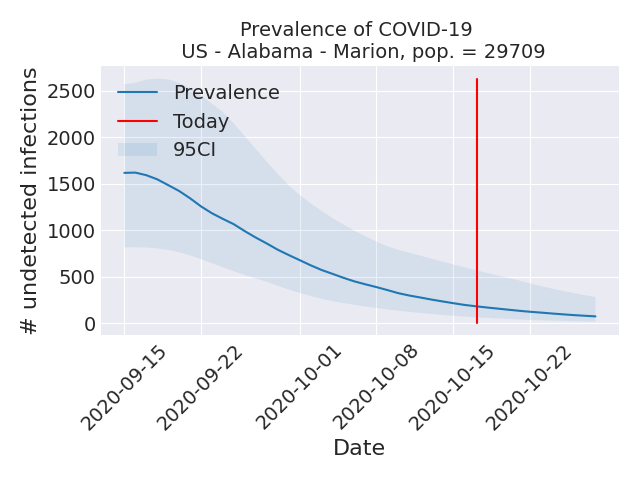 Prevalence of COVID-19
US - Alabama - Marion, pop. = 29709
# undetected infections
2500
2000
1500
1000
500
0
Prevalence
Today
95CI
2020-09-15
2020-09-22
2020-10-01
2020-10-08
2020-10-15
2020-10-22
Date